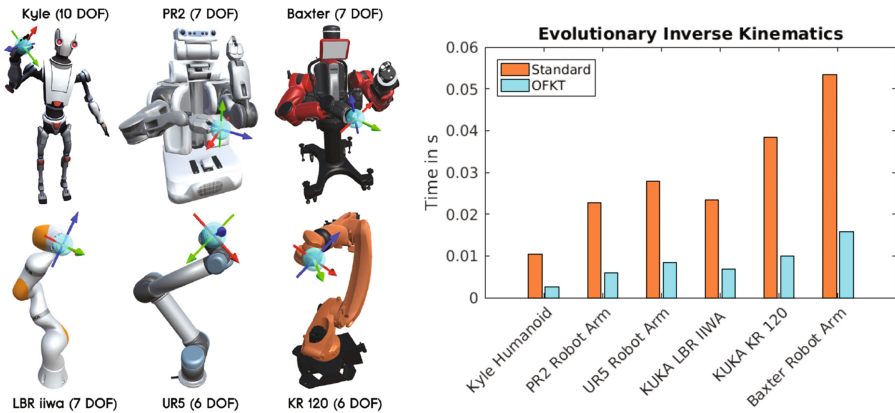 Kyle (10 DOF)
PR2 (7 DOF)
Baxter (7 DOF)
LBR iiwa (7 DOF)
UR5 (6 DOF)
KR 120 (6 DOF)
Evolutionary Inverse Kinematics
Standard
OFKT
Time in s
0.06
0.05
0.04
0.03
0.02
0.01
0
Kyle Humanoid
PR2 Robot Arm
UR5 Robot Arm
KUKA LBR IIWA
KUKA KR 120
Baxter Robot Arm